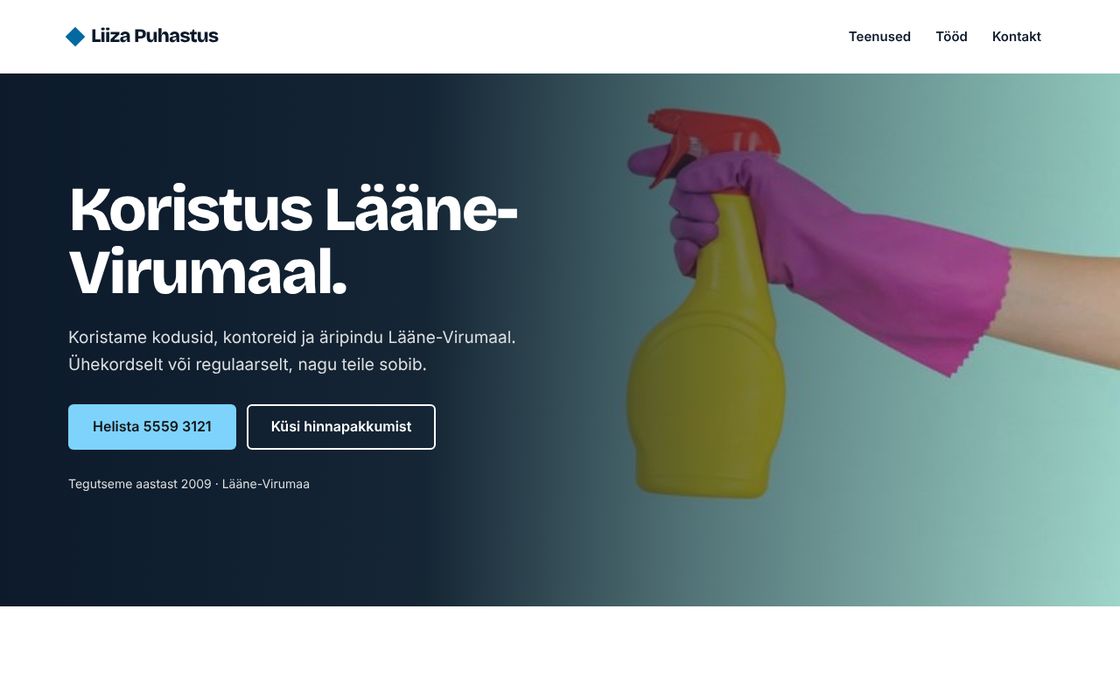 Liiza Puhastus
Teenused Tööd Kontakt
Koristus Lääne-
Virumaal.
Koristame kodusid, kontoreid ja äripindu Lääne-Virumaal.
Ühekordselt või regulaarselt, nagu teile sobib.
Helista 5559 3121 Küsi hinnapakkumist
Tegutseme aastast 2009 · Lääne-Virumaa